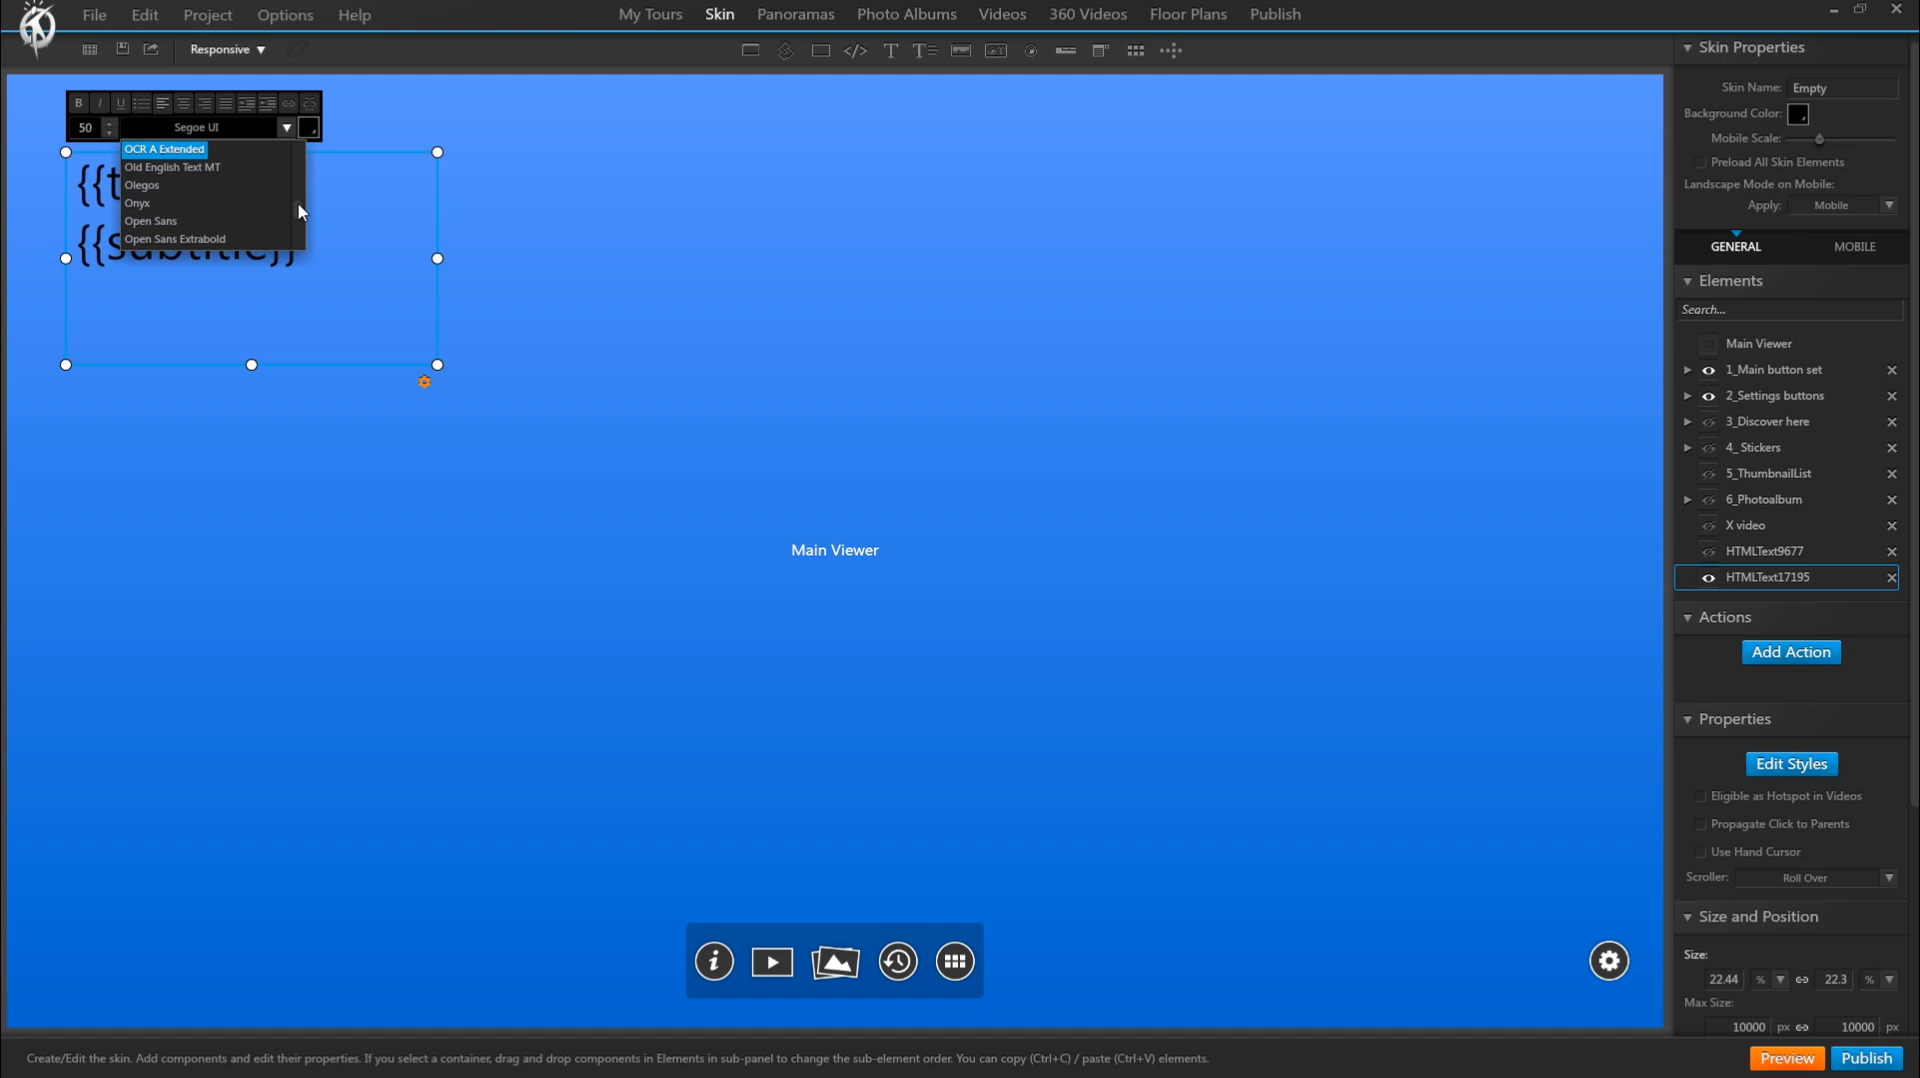 File Edit Project Options Help
My Tours Skin Panoramas Photo Albums Videos 360 Videos Floor Plans Publish
Responsive
B I U
50 Segoe UI
OCR A Extended
Old English Text MT
Olegos
Onyx
Open Sans
Open Sans Extrabold
{{t
{{subtitle}}
Main Viewer
Skin Properties
Skin Name: Empty
Background Color:
Mobile Scale:
Preload All Skin Elements
Landscape Mode on Mobile:
Apply: Mobile
GENERAL MOBILE
Elements
Search...
Main Viewer
1_Main button set
2_Settings buttons
3_Discover here
4_ Stickers
5_ThumbnailList
6_Photoalbum
X video
HTMLText9677
HTMLText17195
Actions
Add Action
Properties
Edit Styles
Eligible as Hotspot in Videos
Propagate Click to Parents
Use Hand Cursor
Scroller: Roll Over
Size and Position
Size:
22.44 % 22.3 %
Max Size:
10000 px 10000 px
Create/Edit the skin. Add components and edit their properties. If you select a container, drag and drop components in Elements in sub-panel to change the sub-element order. You can copy (Ctrl+C) / paste (Ctrl+V) elements.
Preview Publish